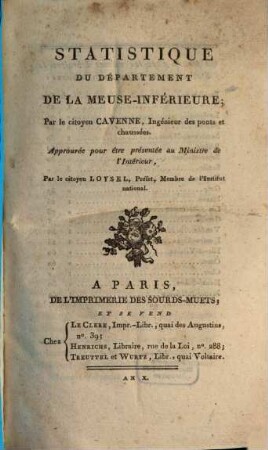 STATISTIQUE
DU DÉPARTEMENT
DE LA MEUSE-INFÉRIEURE;
Par le citoyen CAVENNE, Ingénieur des ponts et
chaussées.
Approuvée pour être présentée au Ministre de
l'Intérieur,
Par le citoyen LOYSEL, Préfet, Membre de l'Institut
national.
A PARIS,
DE L'IMPRIMERIE DES SOURDS-MUETS;
ET SE VEND
LE CLERE, Impr.-Libr., quai des Augustins,
n°. 39;
Chez HENRICHS, Libraire, rue de la Loi, n°. 288;
TREUTTEL et WURTZ, Libr., quai Voltaire.
AN X.